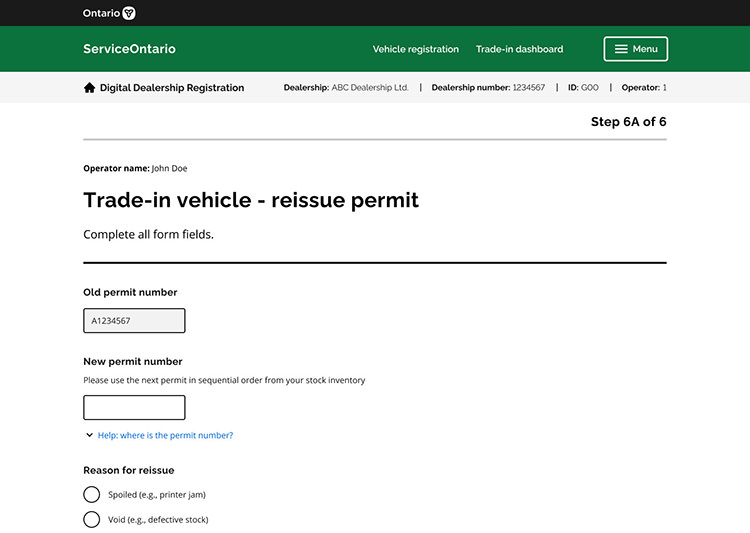 Ontario
ServiceOntario
Vehicle registration
Trade-in dashboard
Menu
Digital Dealership Registration
Dealership: ABC Dealership Ltd. | Dealership number: 1234567 | ID: G00 | Operator: 1
Step 6A of 6
Operator name: John Doe
Trade-in vehicle - reissue permit
Complete all form fields.
Old permit number
A1234567
New permit number
Please use the next permit in sequential order from your stock inventory
Help: where is the permit number?
Reason for reissue
Spoiled (e.g., printer jam)
Void (e.g., defective stock)